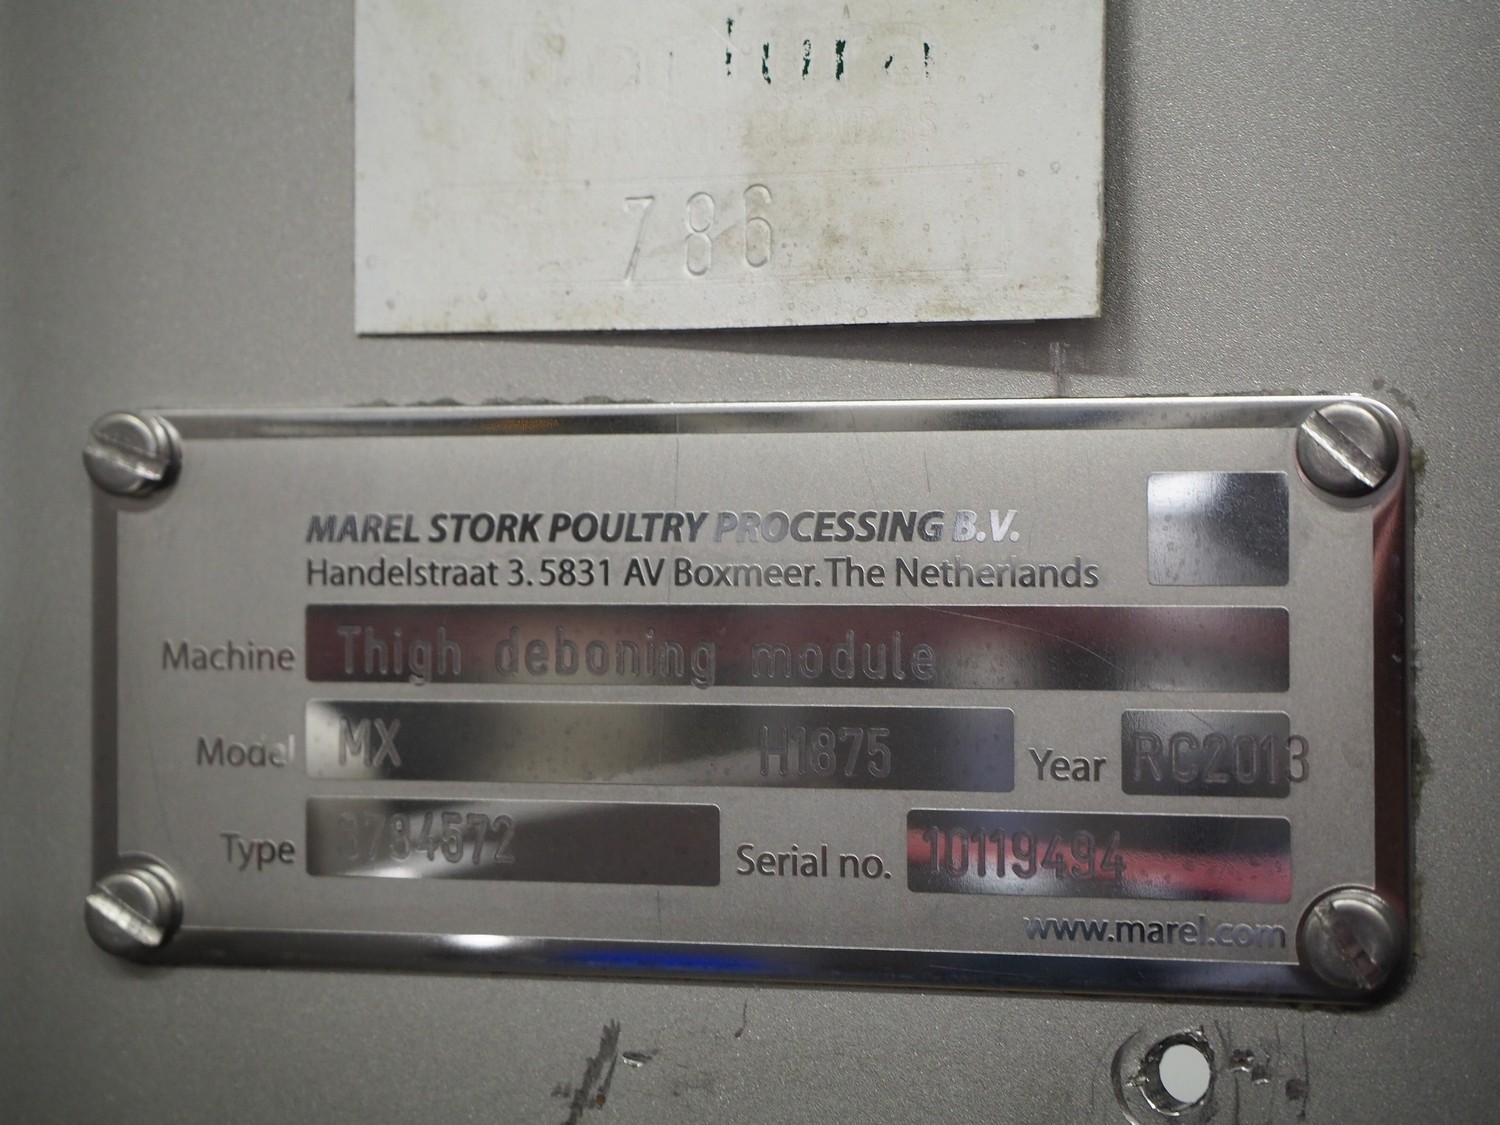 786
MAREL STORK POULTRY PROCESSING B.V.
Handelstraat 3. 5831 AV Boxmeer. The Netherlands
Machine Thigh deboning module
Model MX H1875 Year RC2013
Type 3784572 Serial no. 10119494
www.marel.com